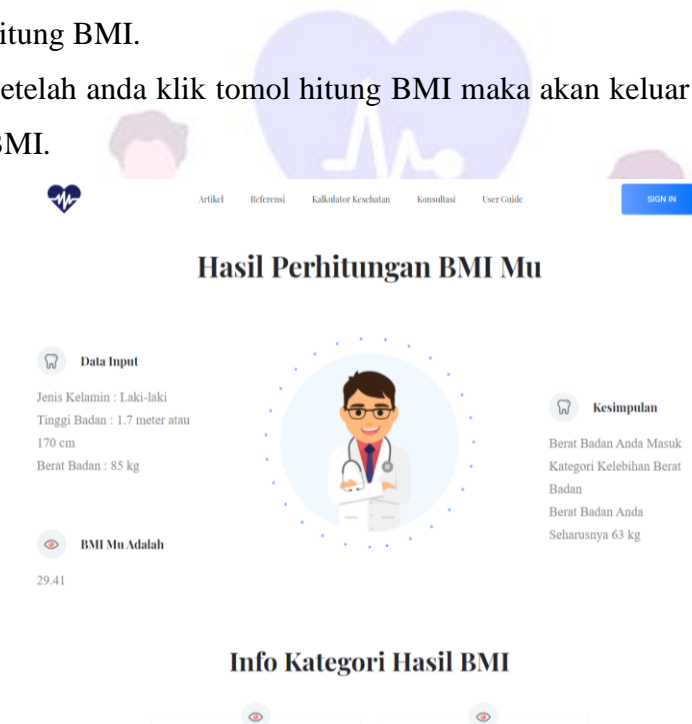 itung BMI.
etelah anda klik tomol hitung BMI maka akan keluar
BMI.
Artikel Referensi Kalkulator Kesehatan Konsultasi User Guide SIGN IN
Hasil Perhitungan BMI Mu
Data Input
Jenis Kelamin : Laki-laki
Tinggi Badan : 1.7 meter atau
170 cm
Berat Badan : 85 kg
BMI Mu Adalah
29.41
Kesimpulan
Berat Badan Anda Masuk
Kategori Kelebihan Berat
Badan
Berat Badan Anda
Seharusnya 63 kg
Info Kategori Hasil BMI